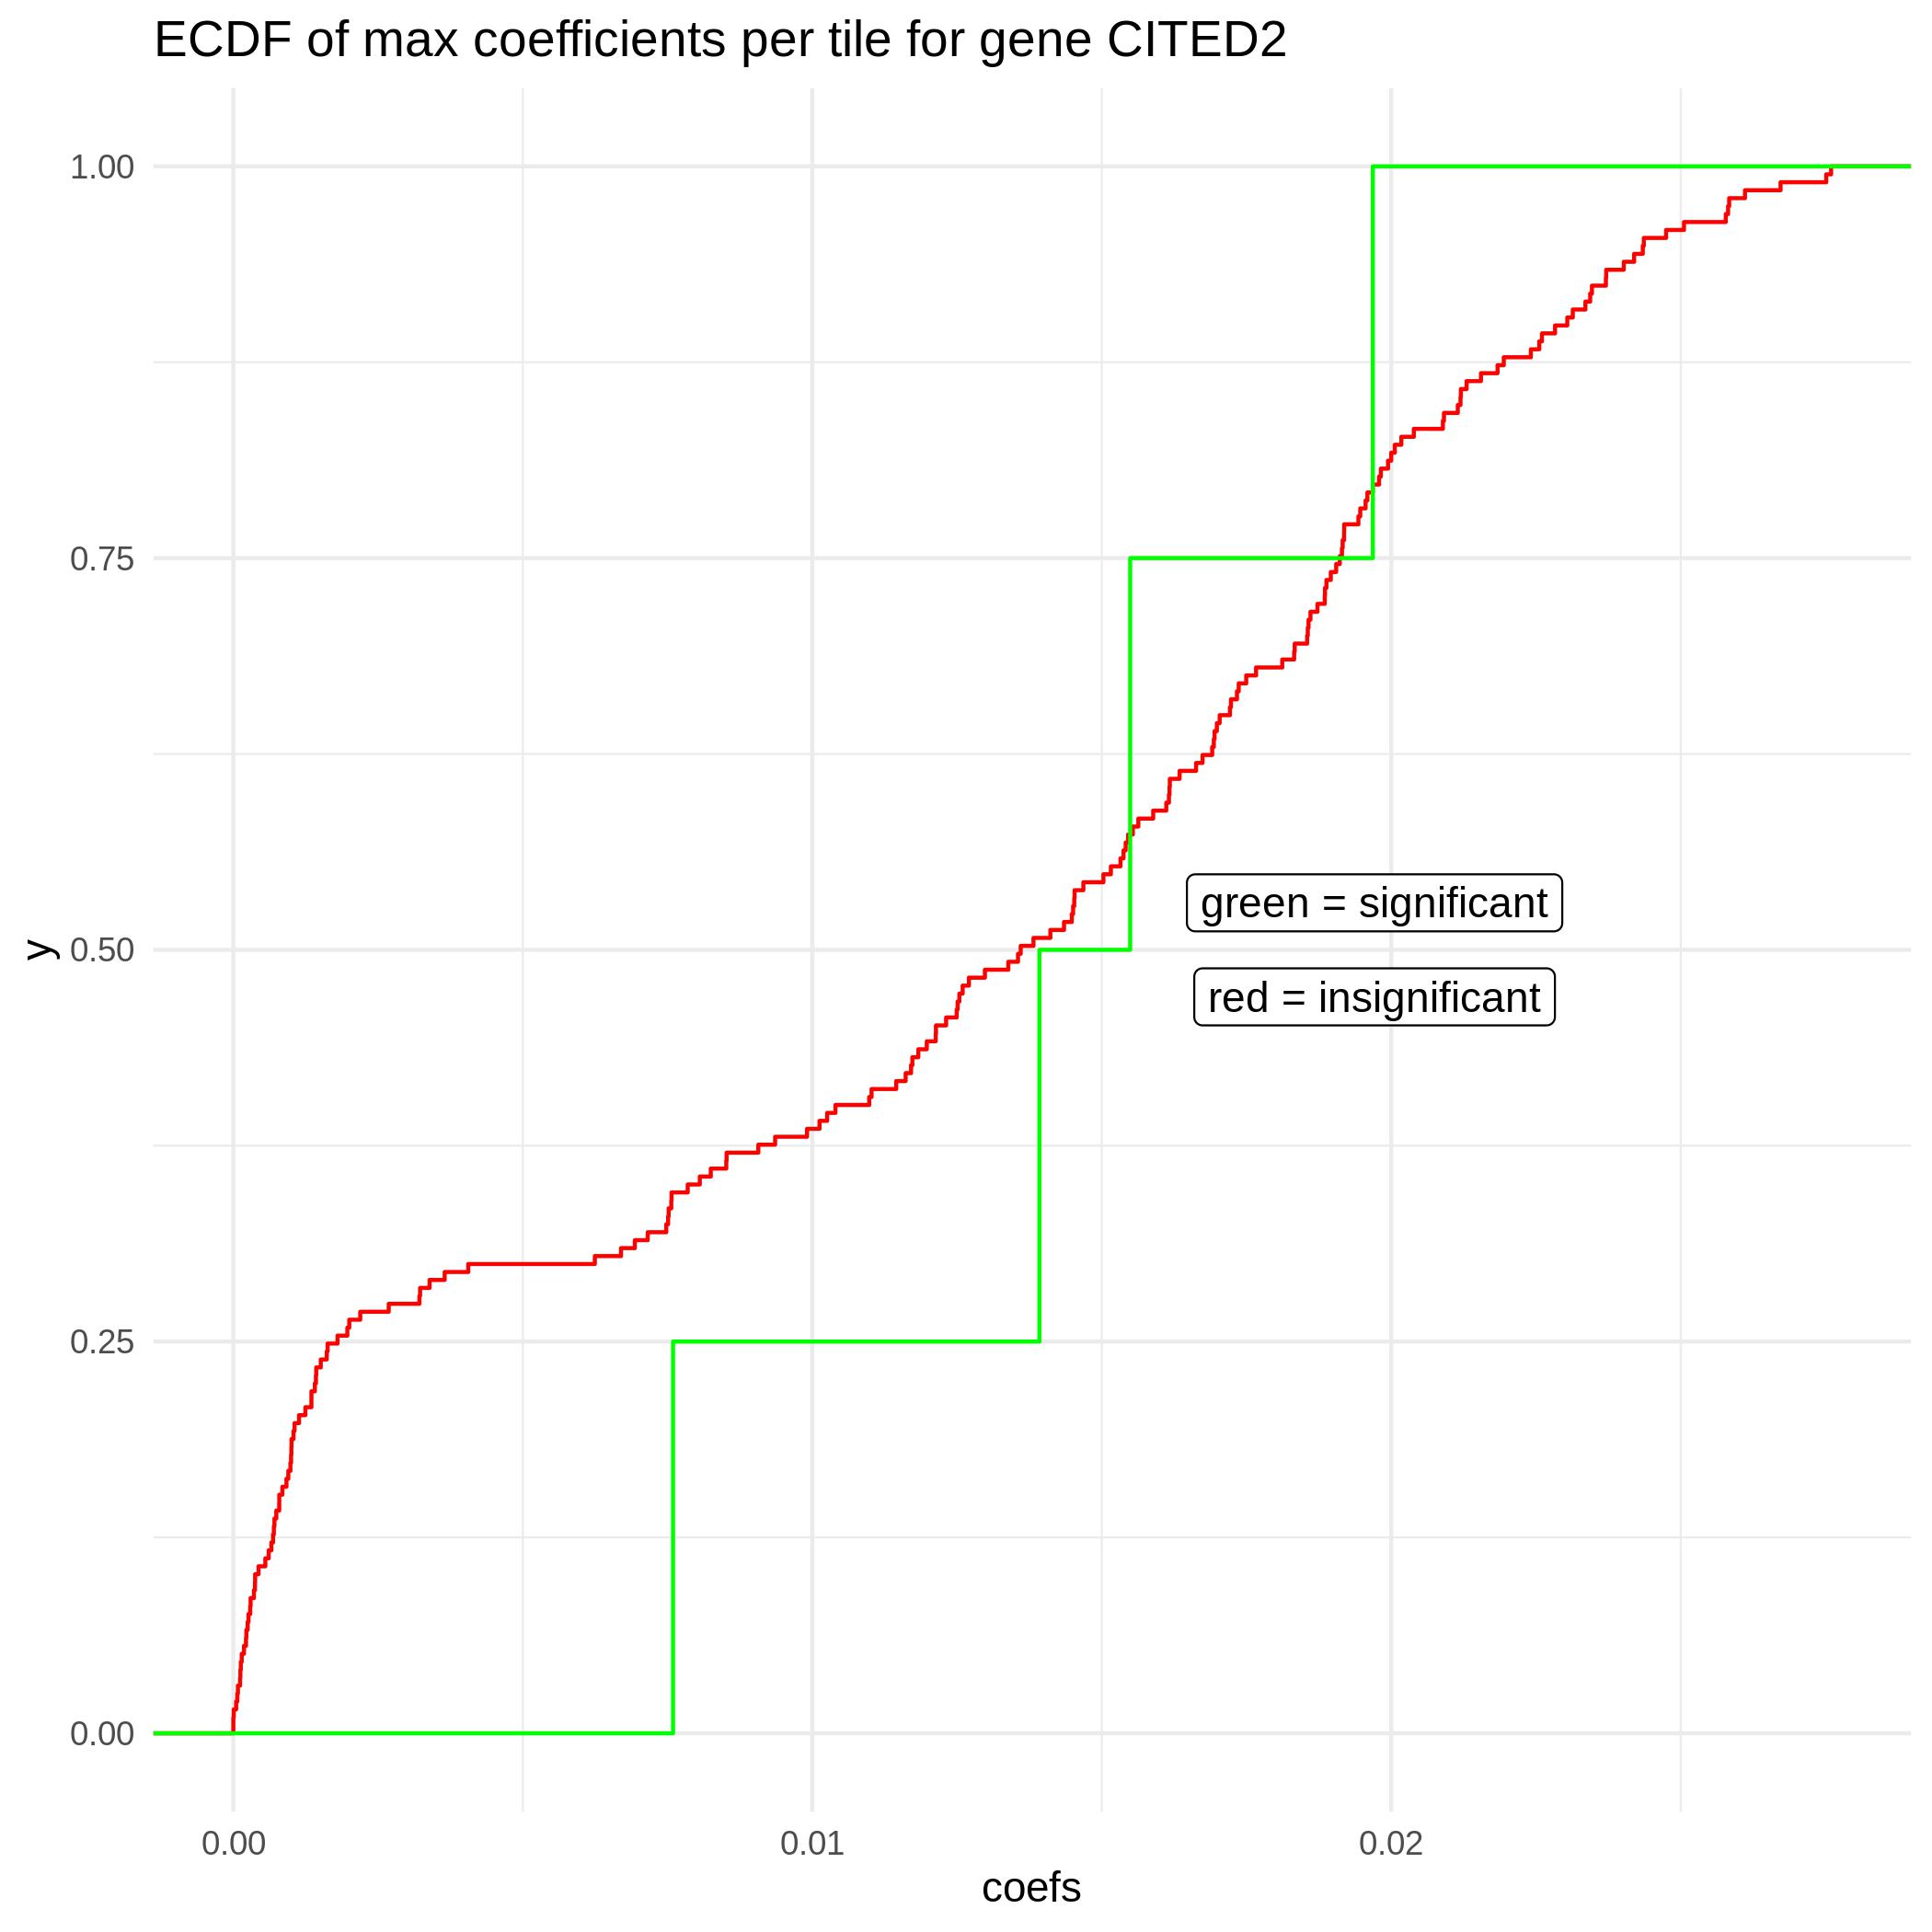 ECDF of max coefficients per tile for gene CITED2
1.00
0.75
0.50
0.25
0.00
y
green = significant
red = insignificant
0.00 0.01 0.02
coefs